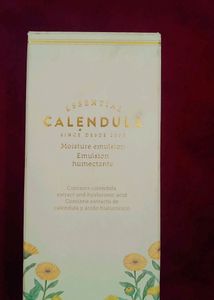 ESSENTIAL
CALENDULA
Moisture emulsion
Emulsión
humectante
Contains calendula
extract and hyaluronic acid
Contiene extracto de
caléndula y ácido hialurónico